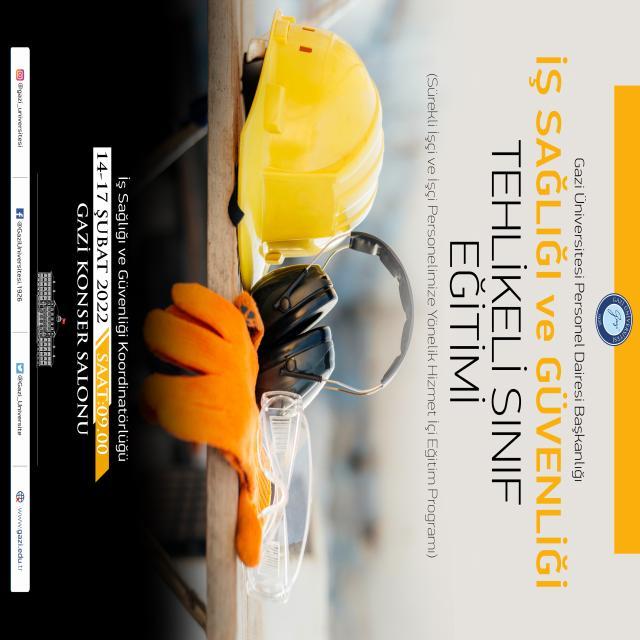 Gazi Üniversitesi Personel Dairesi Başkanlığı
İŞ SAĞLIĞI ve GÜVENLİĞİ
TEHLİKELİ SINIF
EĞİTİMİ
(Sürekli İşçi ve İşçi Personelimize Yönelik Hizmet İçi Eğitim Programı)
İş Sağlığı ve Güvenliği Koordinatörlüğü
14-17 ŞUBAT 2022 SAAT:09.00
GAZİ KONSER SALONU
@gazi_universitesi @GaziUniversitesi.1926 @Gazi_Universite www.gazi.edu.tr